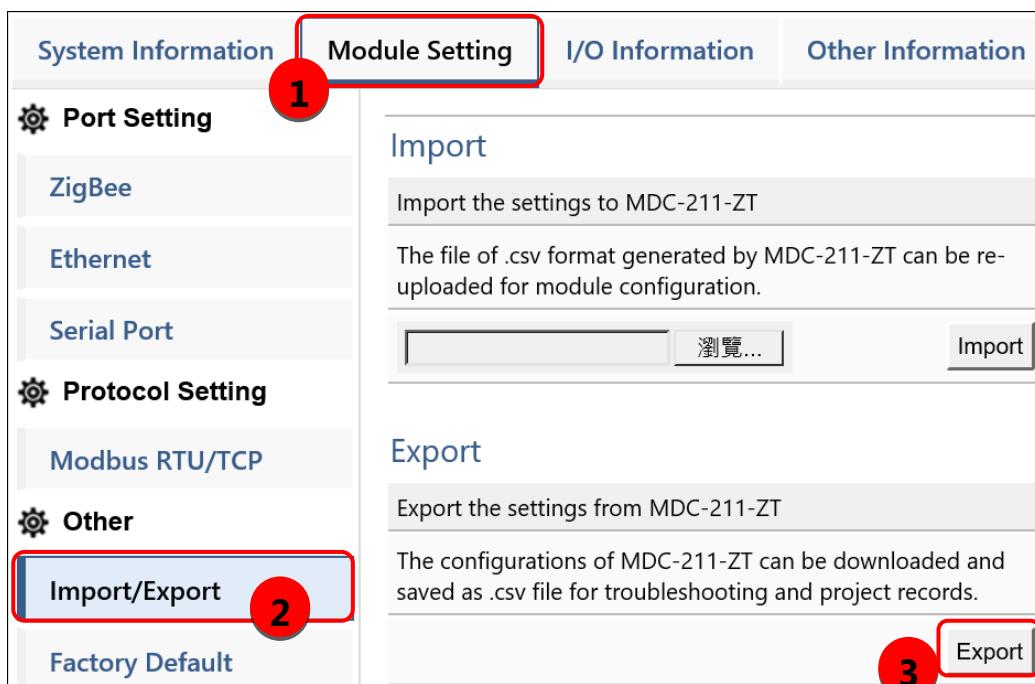 System Information Module Setting I/O Information Other Information
1
Port Setting
ZigBee
Ethernet
Serial Port
Protocol Setting
Modbus RTU/TCP
Other
Import/Export
2
Factory Default
Import
Import the settings to MDC-211-ZT
The file of .csv format generated by MDC-211-ZT can be re-
uploaded for module configuration.
瀏覽... Import
Export
Export the settings from MDC-211-ZT
The configurations of MDC-211-ZT can be downloaded and
saved as .csv file for troubleshooting and project records.
3 Export